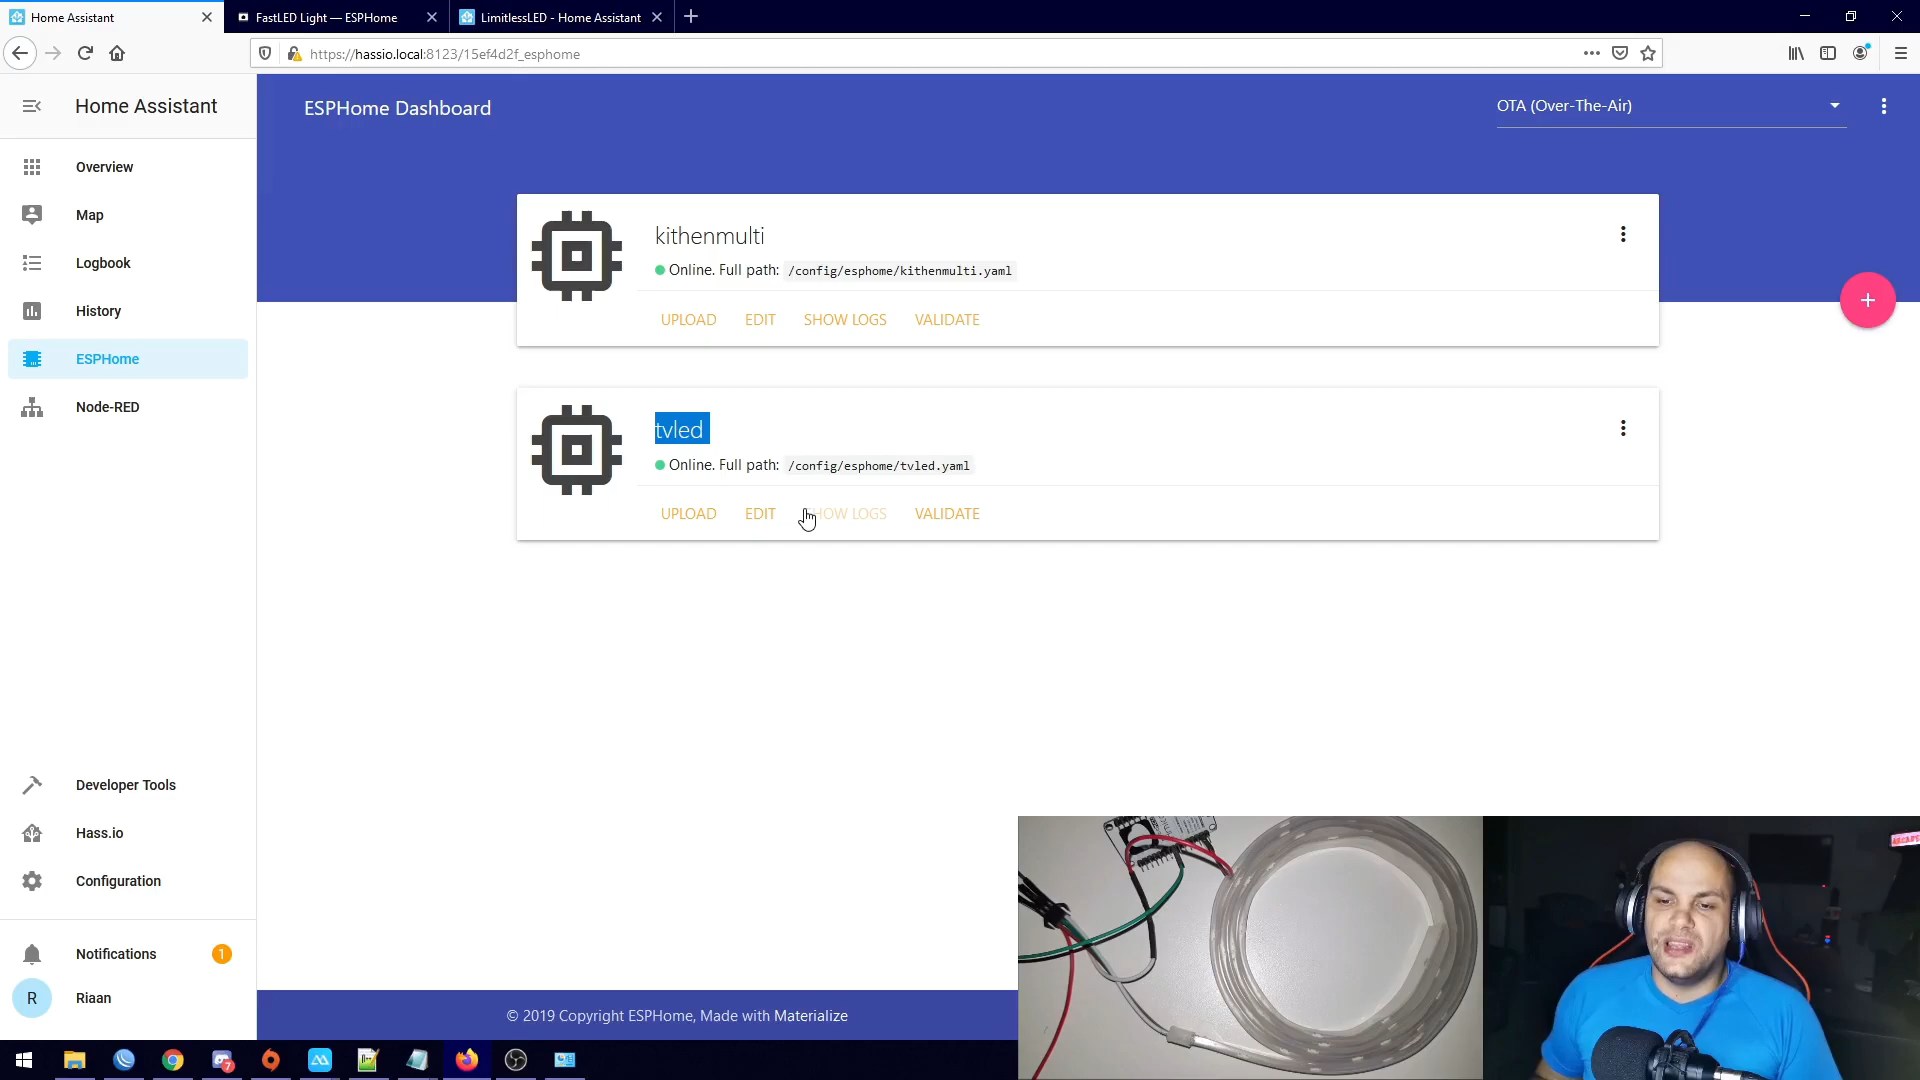 Home Assistant
FastLED Light — ESPHome
LimitlessLED - Home Assistant
https://hassio.local:8123/15ef4d2f_esphome
Home Assistant
ESPHome Dashboard
OTA (Over-The-Air)
Overview
Map
Logbook
History
ESPHome
Node-RED
Developer Tools
Hass.io
Configuration
Notifications
1
R
Riaan
kithenmulti
Online. Full path: /config/esphome/kithenmulti.yaml
UPLOAD EDIT SHOW LOGS VALIDATE
tvled
Online. Full path: /config/esphome/tvled.yaml
UPLOAD EDIT SHOW LOGS VALIDATE
© 2019 Copyright ESPHome, Made with Materialize
7